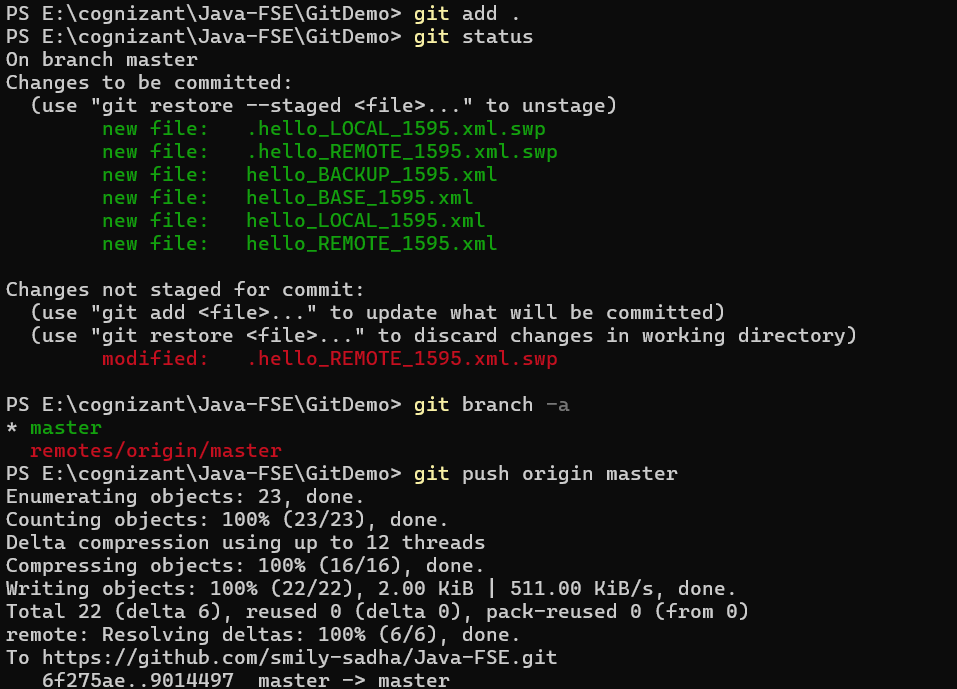 PS E:\cognizant\Java-FSE\GitDemo> git add .
PS E:\cognizant\Java-FSE\GitDemo> git status
On branch master
Changes to be committed:
  (use "git restore --staged <file>..." to unstage)
        new file:   .hello_LOCAL_1595.xml.swp
        new file:   .hello_REMOTE_1595.xml.swp
        new file:   hello_BACKUP_1595.xml
        new file:   hello_BASE_1595.xml
        new file:   hello_LOCAL_1595.xml
        new file:   hello_REMOTE_1595.xml

Changes not staged for commit:
  (use "git add <file>..." to update what will be committed)
  (use "git restore <file>..." to discard changes in working directory)
        modified:   .hello_REMOTE_1595.xml.swp

PS E:\cognizant\Java-FSE\GitDemo> git branch -a
* master
  remotes/origin/master
PS E:\cognizant\Java-FSE\GitDemo> git push origin master
Enumerating objects: 23, done.
Counting objects: 100% (23/23), done.
Delta compression using up to 12 threads
Compressing objects: 100% (16/16), done.
Writing objects: 100% (22/22), 2.00 KiB | 511.00 KiB/s, done.
Total 22 (delta 6), reused 0 (delta 0), pack-reused 0 (from 0)
remote: Resolving deltas: 100% (6/6), done.
To https://github.com/smily-sadha/Java-FSE.git
   6f275ae..9014497  master -> master